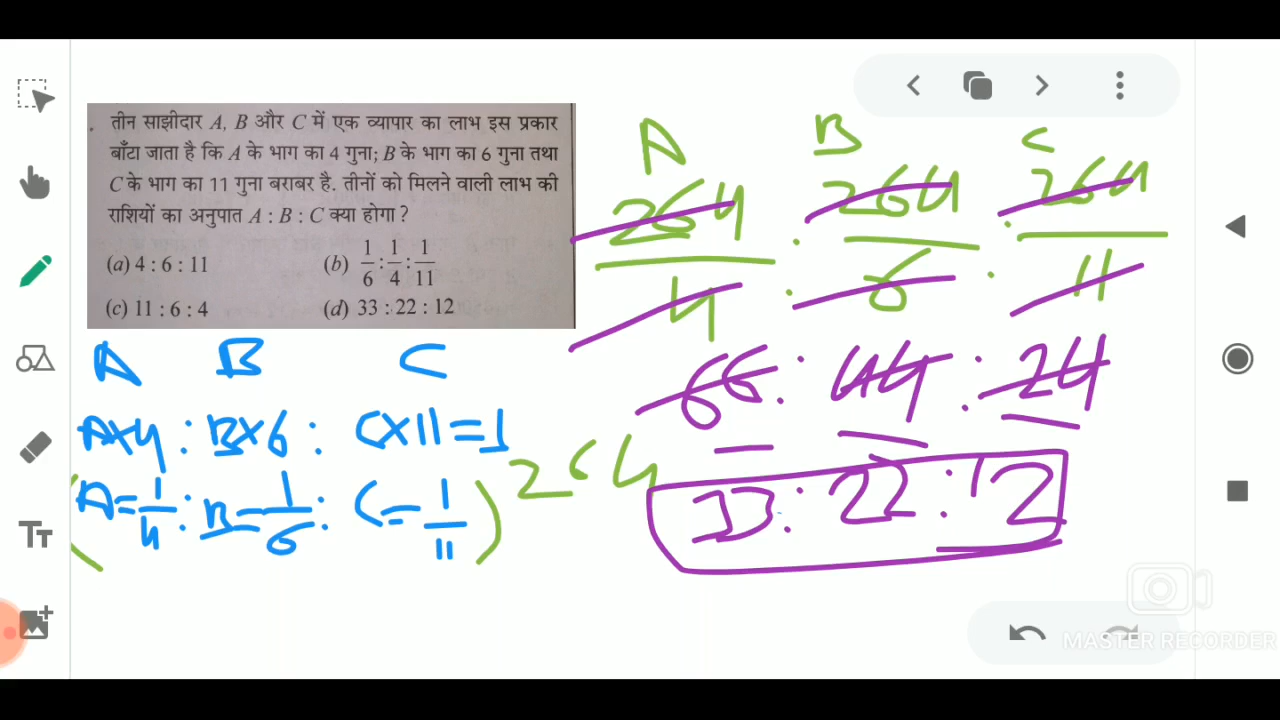 . तीन साझीदार A, B और C में एक व्यापार का लाभ इस प्रकार
बाँटा जाता है कि A के भाग का 4 गुना; B के भाग का 6 गुना तथा
C के भाग का 11 गुना बराबर है. तीनों को मिलने वाली लाभ की
राशियों का अनुपात A : B : C क्या होगा ?
(a) 4 : 6 : 11
(b) 1/6 : 1/4 : 1/11
(c) 11 : 6 : 4
(d) 33 : 22 : 12
A B C
A×4 : B×6 : C×11=1
(A=1/4 : B=1/6 : C=1/11) 264
A B C
264/4 : 264/6 : 264/11
66 : 44 : 24
33 : 22 : 12
Tт
MASTER RECORDER